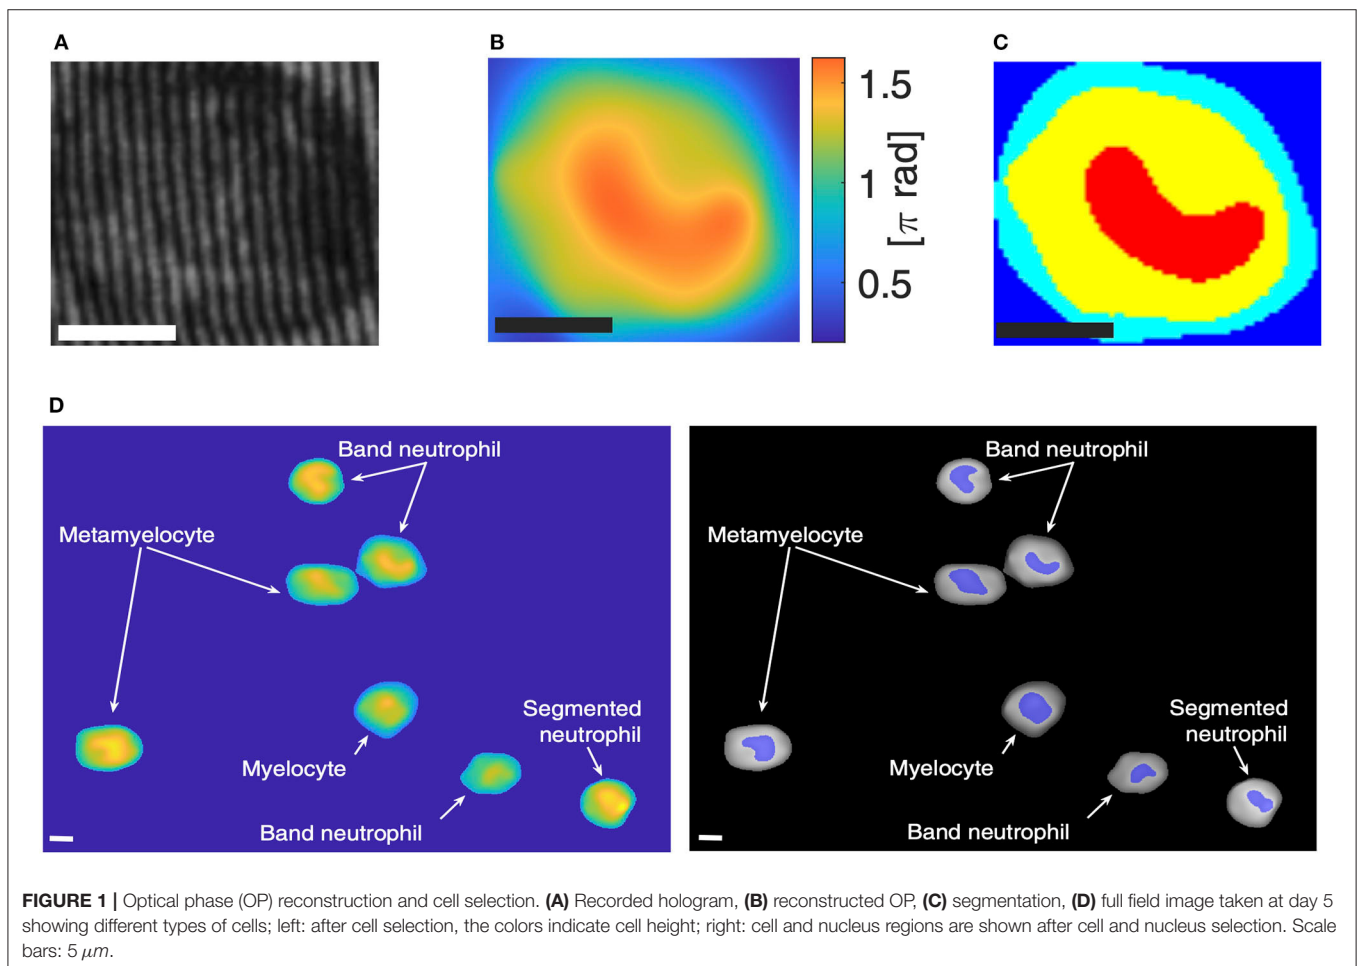 A
B
C
1.5
1
0.5
[π rad]
D
Band neutrophil
Metamyelocyte
Segmented
neutrophil
Myelocyte
Band neutrophil
Band neutrophil
Metamyelocyte
Segmented
neutrophil
Myelocyte
Band neutrophil
FIGURE 1 | Optical phase (OP) reconstruction and cell selection. (A) Recorded hologram, (B) reconstructed OP, (C) segmentation, (D) full field image taken at day 5
showing different types of cells; left: after cell selection, the colors indicate cell height; right: cell and nucleus regions are shown after cell and nucleus selection. Scale
bars: 5 μm.